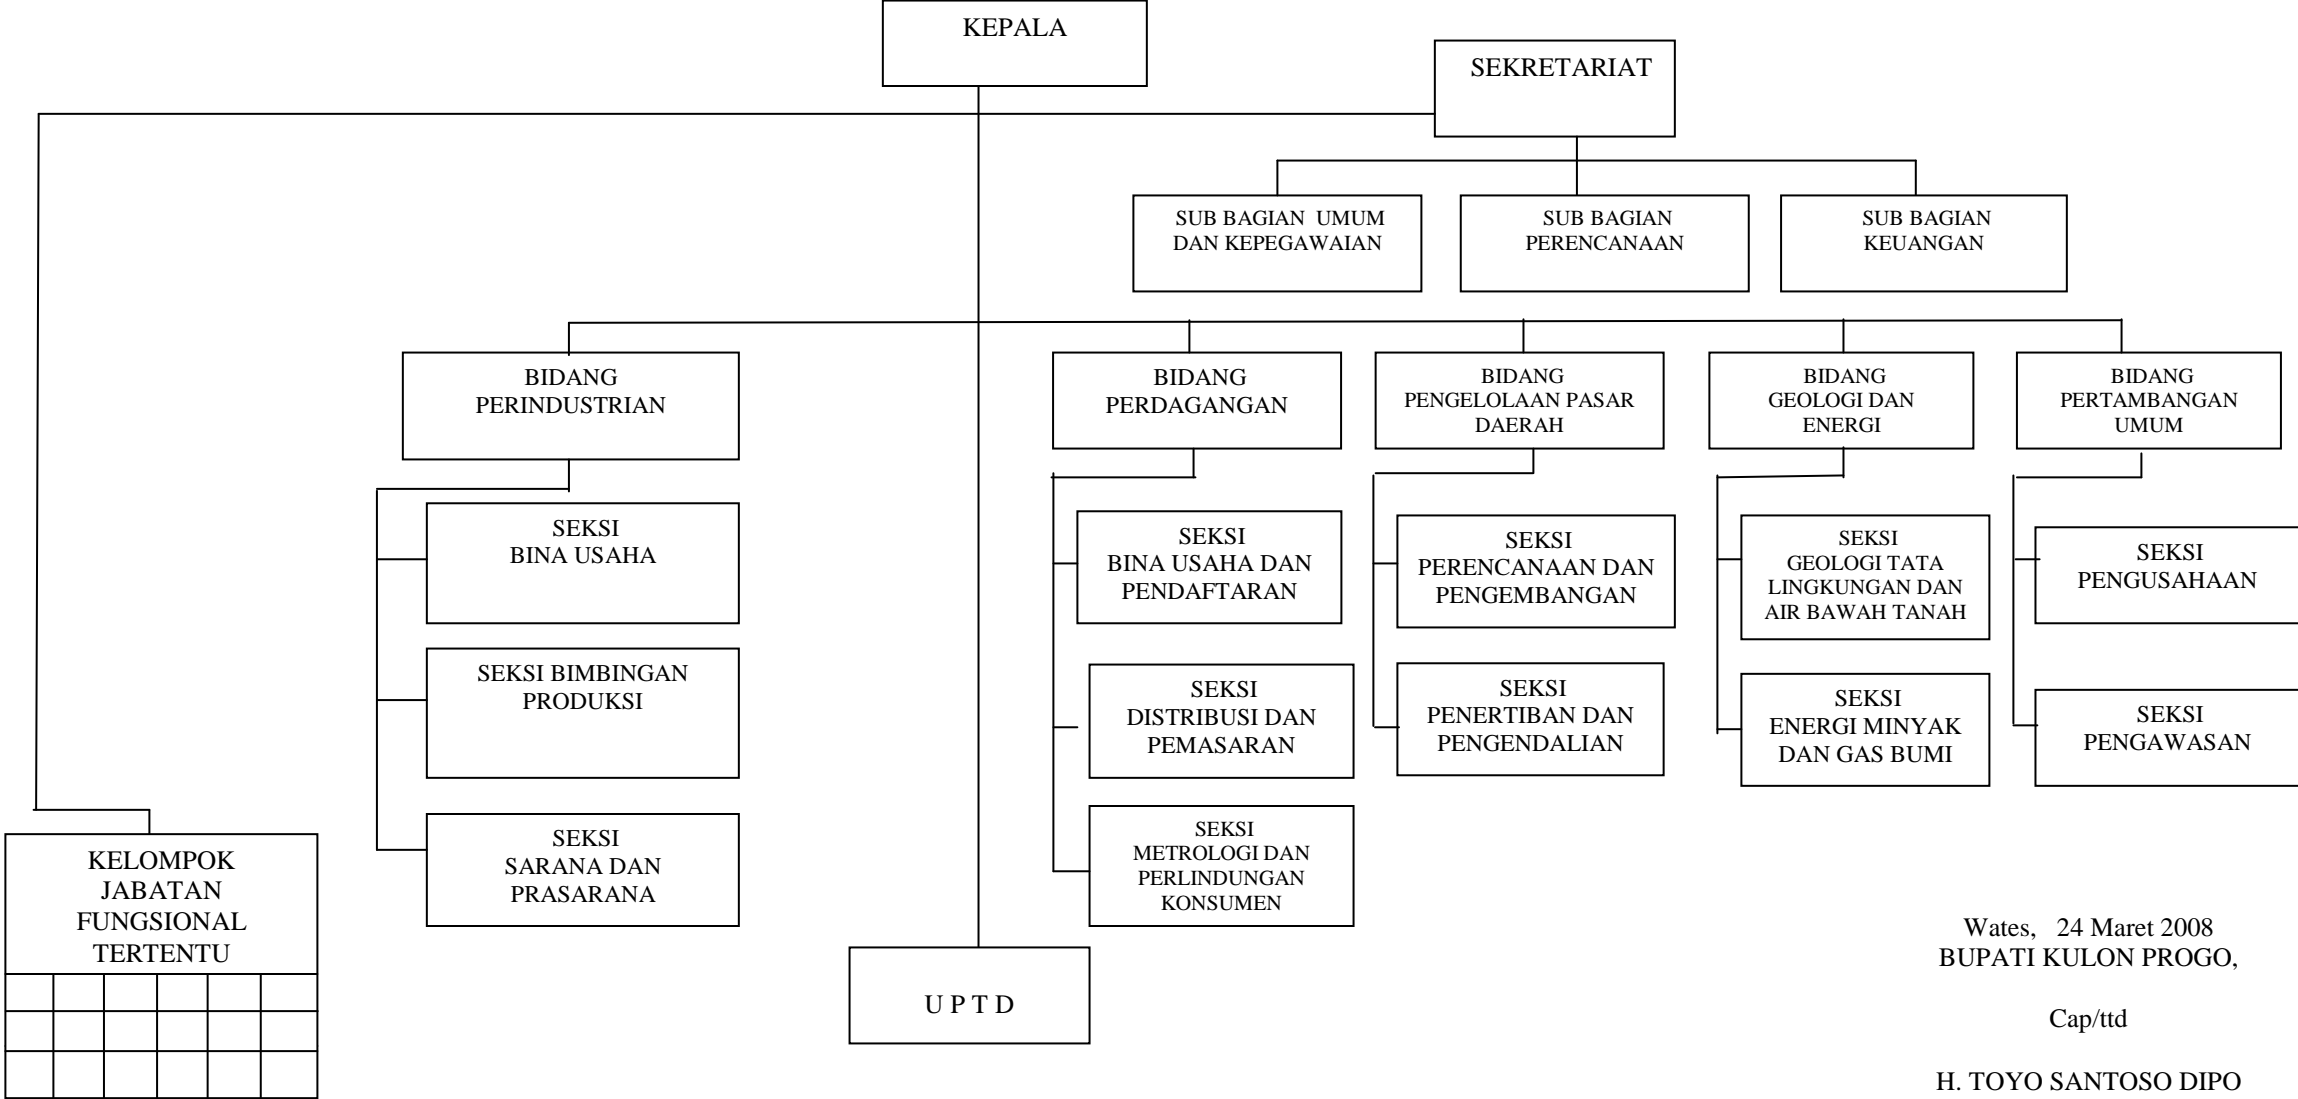 KEPALA
SEKRETARIAT
SUB BAGIAN  UMUM
DAN KEPEGAWAIAN
SUB BAGIAN
PERENCANAAN
SUB BAGIAN
KEUANGAN
BIDANG
PERINDUSTRIAN
BIDANG
PERDAGANGAN
BIDANG
PENGELOLAAN PASAR
DAERAH
BIDANG
GEOLOGI DAN
ENERGI
BIDANG
PERTAMBANGAN
UMUM
SEKSI
BINA USAHA
SEKSI BIMBINGAN
PRODUKSI
SEKSI
SARANA DAN
PRASARANA
SEKSI
BINA USAHA DAN
PENDAFTARAN
SEKSI
DISTRIBUSI DAN
PEMASARAN
SEKSI
METROLOGI DAN
PERLINDUNGAN
KONSUMEN
SEKSI
PERENCANAAN DAN
PENGEMBANGAN
SEKSI
PENERTIBAN DAN
PENGENDALIAN
SEKSI
GEOLOGI TATA
LINGKUNGAN DAN
AIR BAWAH TANAH
SEKSI
ENERGI MINYAK
DAN GAS BUMI
SEKSI
PENGUSAHAAN
SEKSI
PENGAWASAN
KELOMPOK
JABATAN
FUNGSIONAL
TERTENTU
U P T D
Wates,   24 Maret 2008
BUPATI KULON PROGO,
Cap/ttd
H. TOYO SANTOSO DIPO